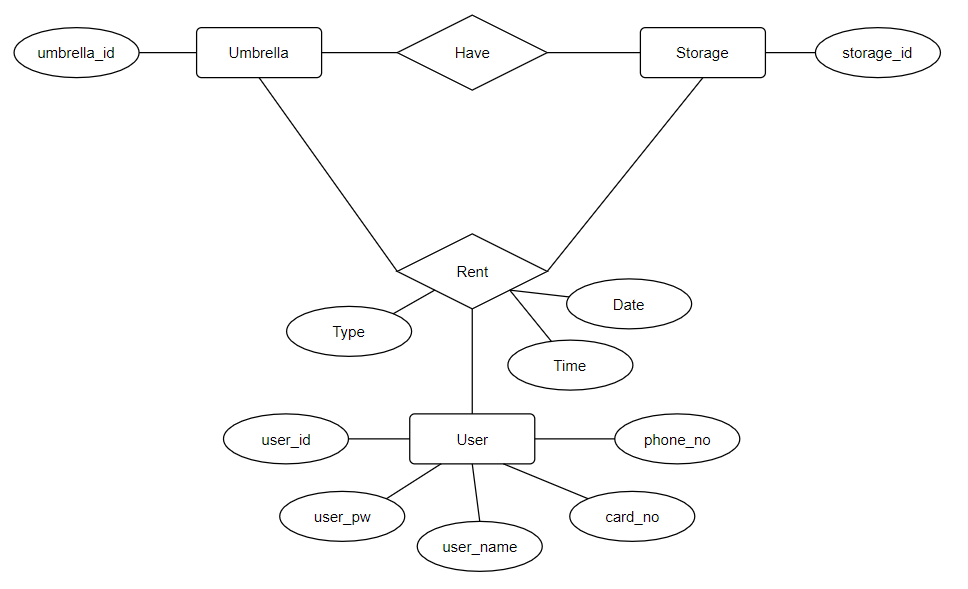 umbrella_id
Umbrella
Have
Storage
storage_id
Rent
Date
Type
Time
user_id
User
phone_no
user_pw
card_no
user_name